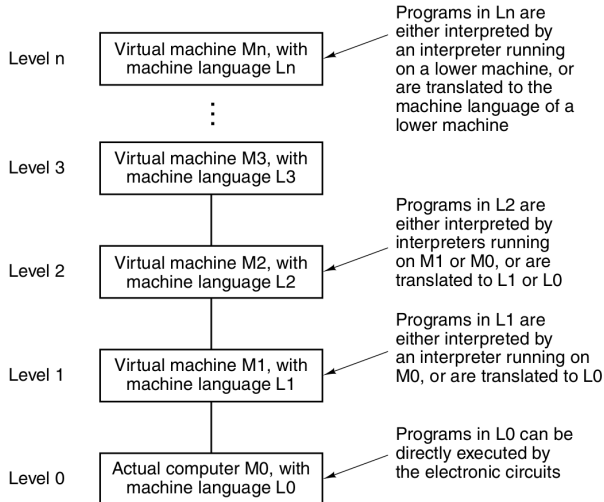 Level n
Virtual machine Mn, with
machine language Ln
Programs in Ln are
either interpreted by
an interpreter running
on a lower machine, or
are translated to the
machine language of a
lower machine
Level 3
Virtual machine M3, with
machine language L3
Level 2
Virtual machine M2, with
machine language L2
Programs in L2 are
either interpreted by
interpreters running
on M1 or M0, or are
translated to L1 or L0
Level 1
Virtual machine M1, with
machine language L1
Programs in L1 are
either interpreted by
an interpreter running on
M0, or are translated to L0
Level 0
Actual computer M0, with
machine language L0
Programs in L0 can be
directly executed by
the electronic circuits